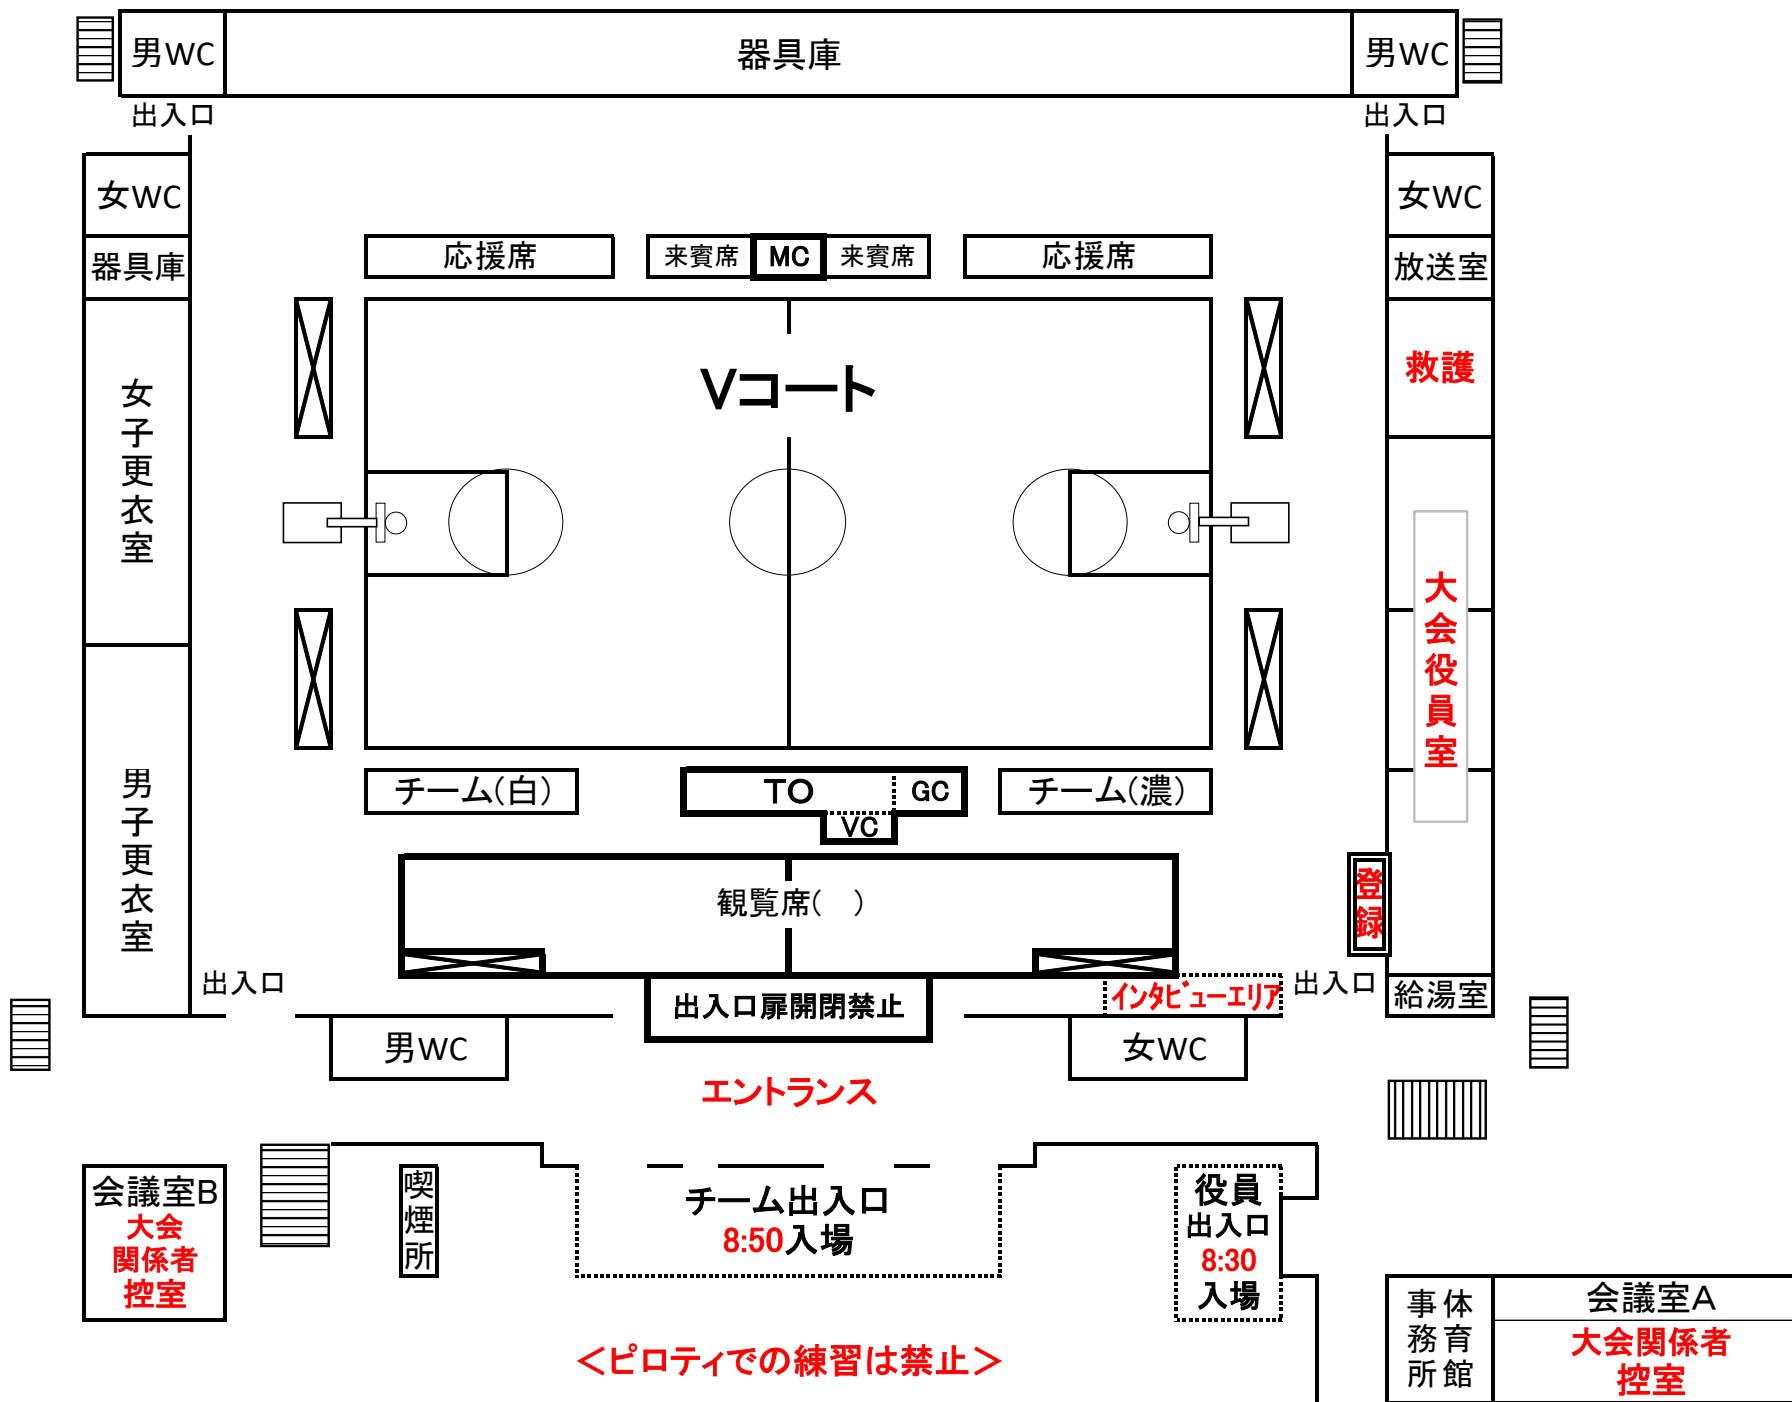 男WC
器具庫
男WC
出入口
出入口
女WC
女WC
器具庫
応援席
来賓席
MC
来賓席
応援席
放送室
Vコート
救護
女子更衣室
大会役員室
男子更衣室
チーム(白)
TO
GC
チーム(濃)
VC
登録
観覧席(　)
出入口
出入口扉開閉禁止
インタビューエリア
出入口
給湯室
男WC
女WC
エントランス
会議室B
大会
関係者
控室
喫煙所
チーム出入口
8:50入場
役員
出入口
8:30
入場
体育館
事務所
会議室A
大会関係者
控室
＜ピロティでの練習は禁止＞